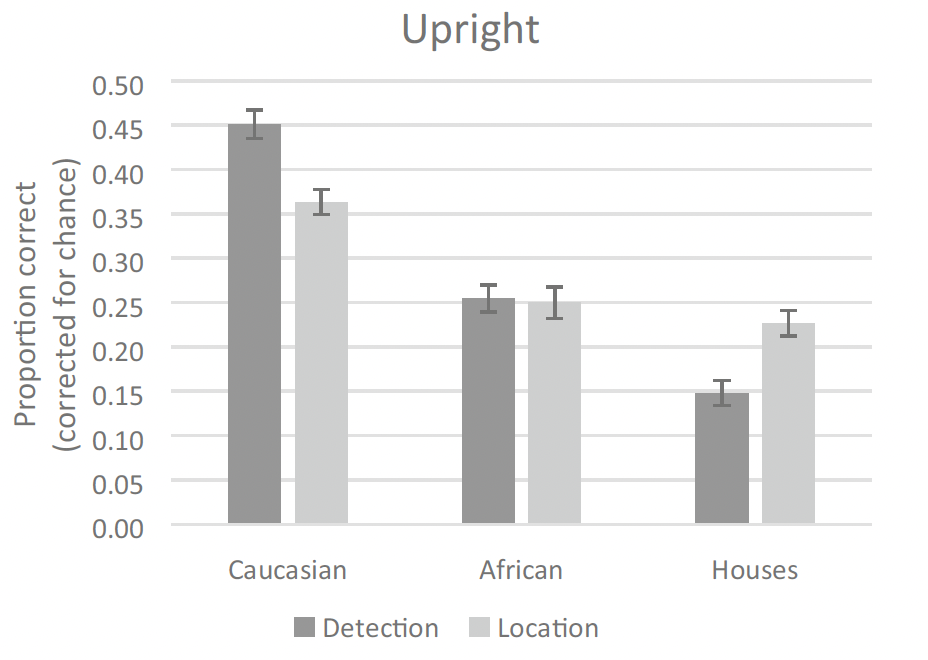 Upright
0.50
0.45
0.40
0.35
0.30
0.25
0.20
0.15
0.10
0.05
0.00
Proportion correct
(corrected for chance)
Caucasian African Houses
Detection Location